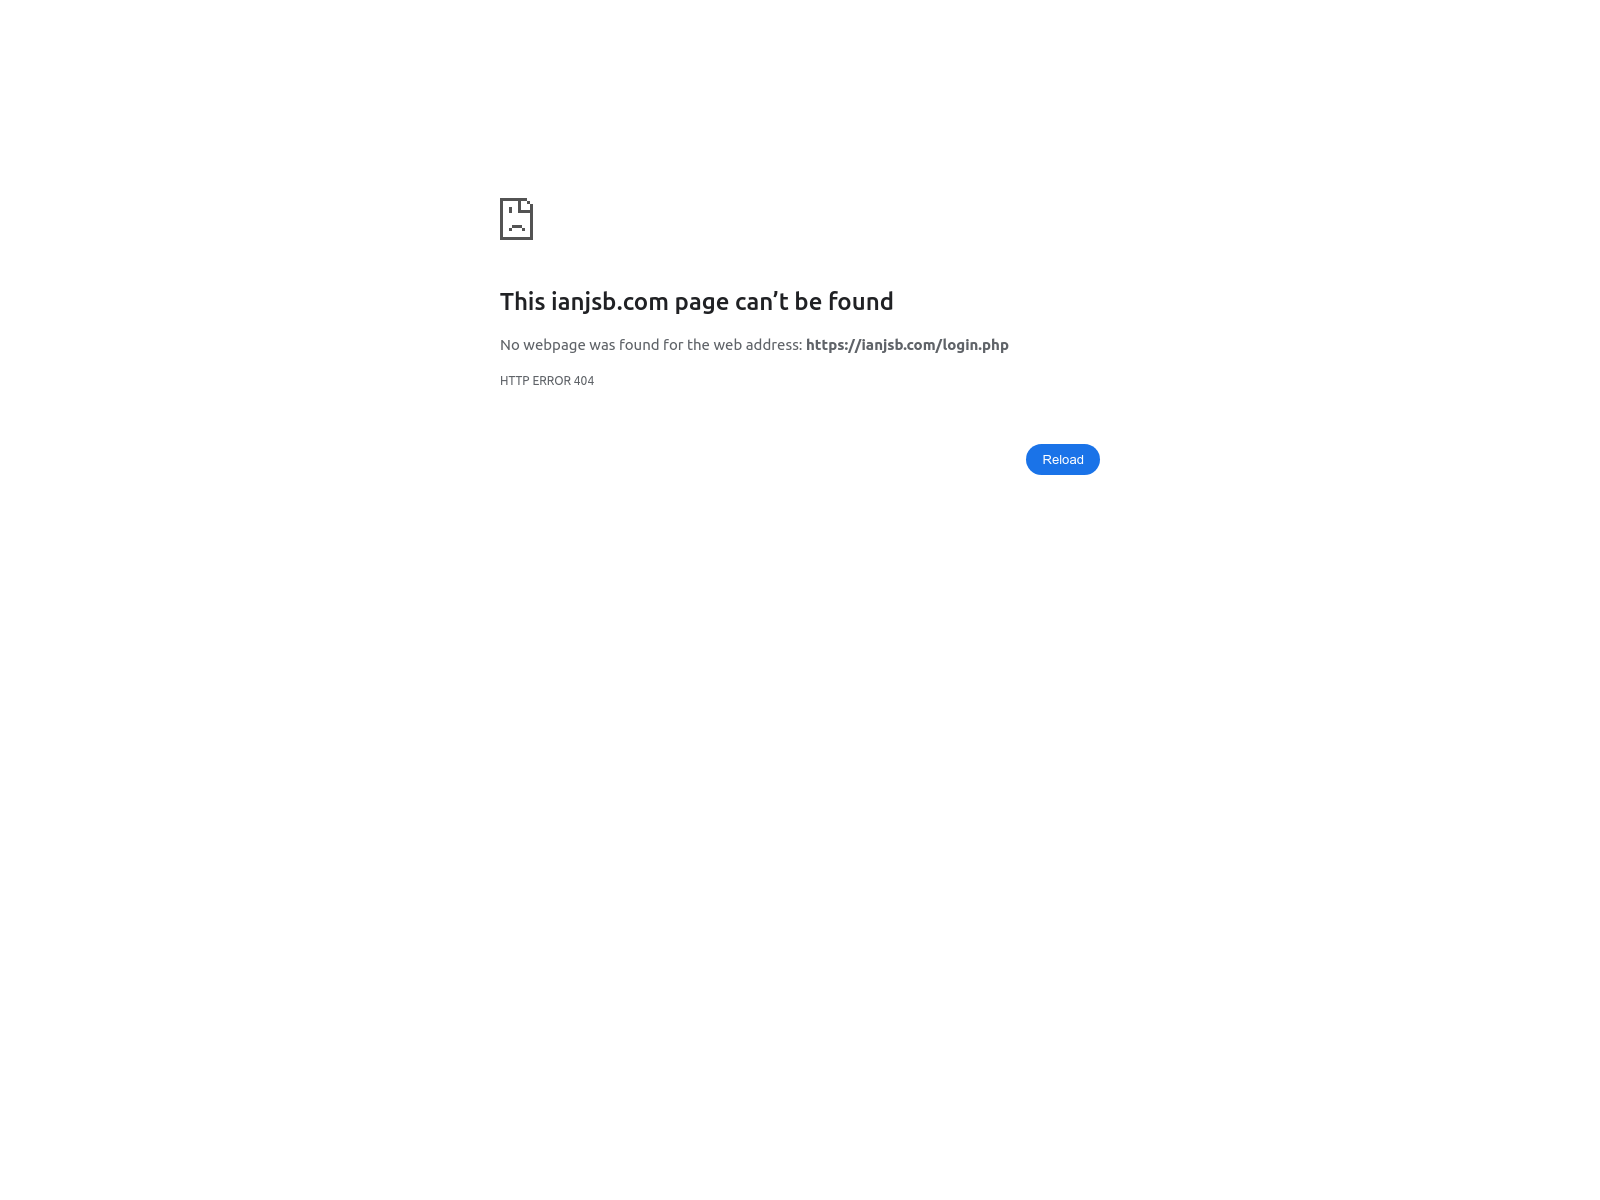 This ianjsb.com page can’t be found
No webpage was found for the web address: https://ianjsb.com/login.php
HTTP ERROR 404
Reload